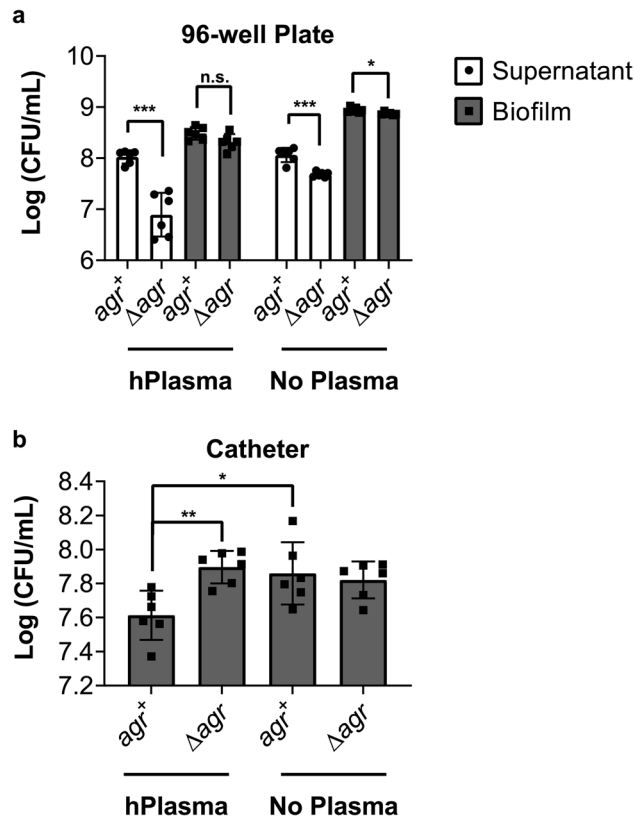 a
96-well Plate
Log (CFU/mL)
10
9
8
7
6
***
n.s.
***
*
Supernatant
Biofilm
agr+
Δagr
agr+
Δagr
agr+
Δagr
agr+
Δagr
hPlasma
No Plasma
b
Catheter
Log (CFU/mL)
8.4
8.2
8.0
7.8
7.6
7.4
7.2
*
**
agr+
Δagr
agr+
Δagr
hPlasma
No Plasma